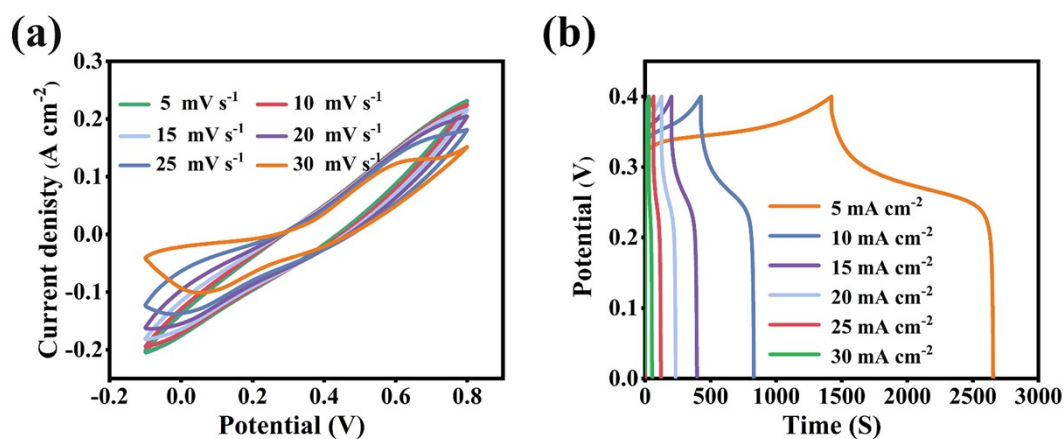 (a)
0.3
0.2
0.1
0.0
-0.1
-0.2
Current denisty (A cm-2)
5 mV s-1 10 mV s-1
15 mV s-1 20 mV s-1
25 mV s-1 30 mV s-1
-0.2 0.0 0.2 0.4 0.6 0.8
Potential (V)
(b)
0.4
0.3
0.2
0.1
0.0
Potential (V)
5 mA cm-2
10 mA cm-2
15 mA cm-2
20 mA cm-2
25 mA cm-2
30 mA cm-2
0 500 1000 1500 2000 2500 3000
Time (S)